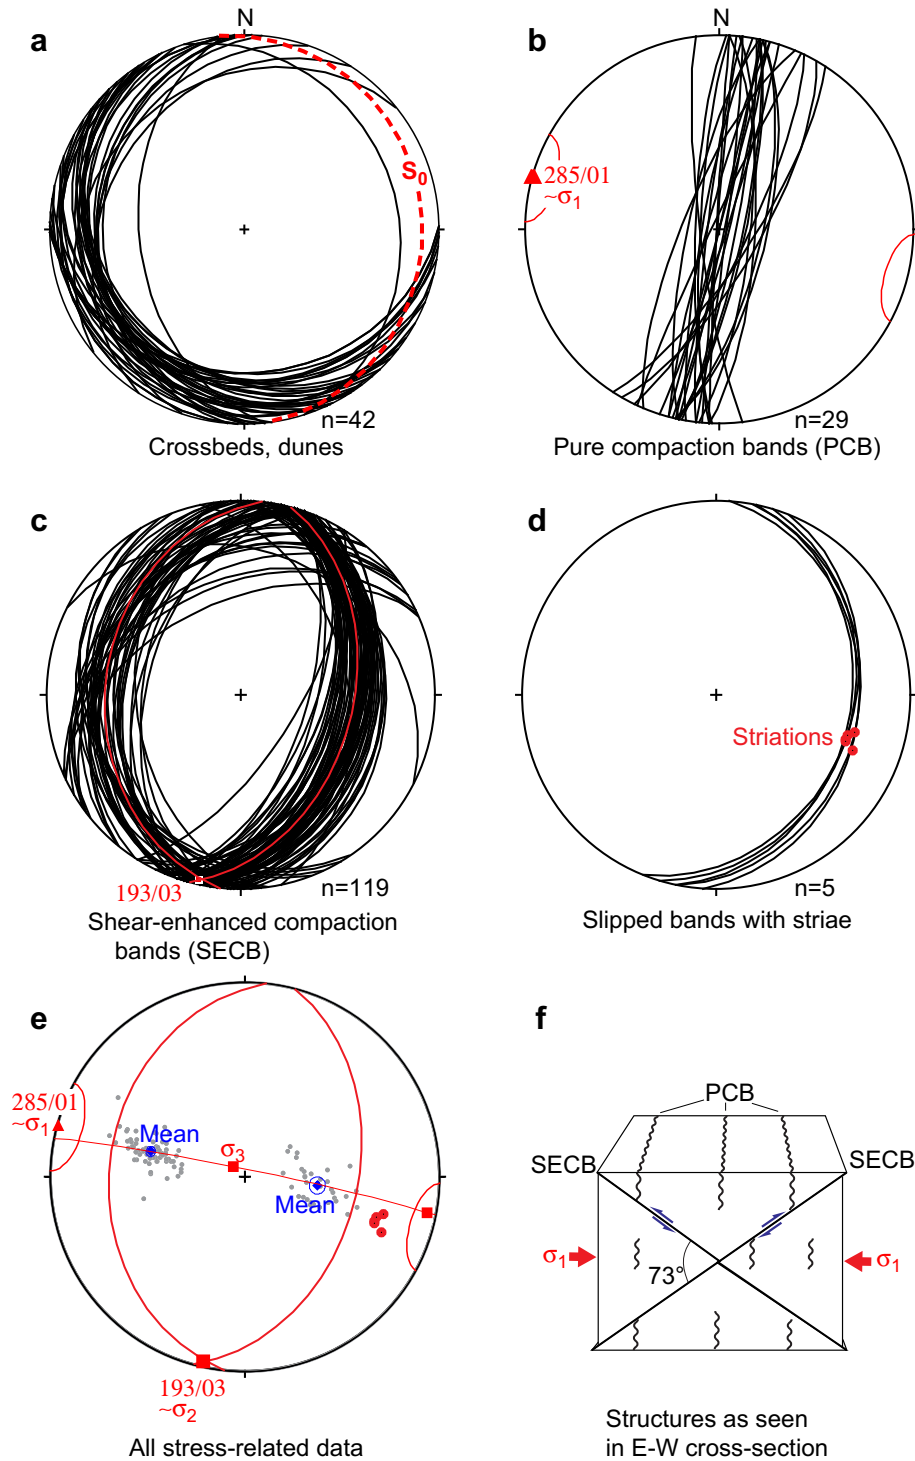 a
N
S0
n=42
Crossbeds, dunes
b
N
285/01
~σ1
n=29
Pure compaction bands (PCB)
c
193/03
n=119
Shear-enhanced compaction
bands (SECB)
d
Striations
n=5
Slipped bands with striae
e
285/01
~σ1
Mean
σ3
Mean
193/03
~σ2
All stress-related data
f
PCB
SECB
SECB
σ1
73°
σ1
Structures as seen
in E-W cross-section